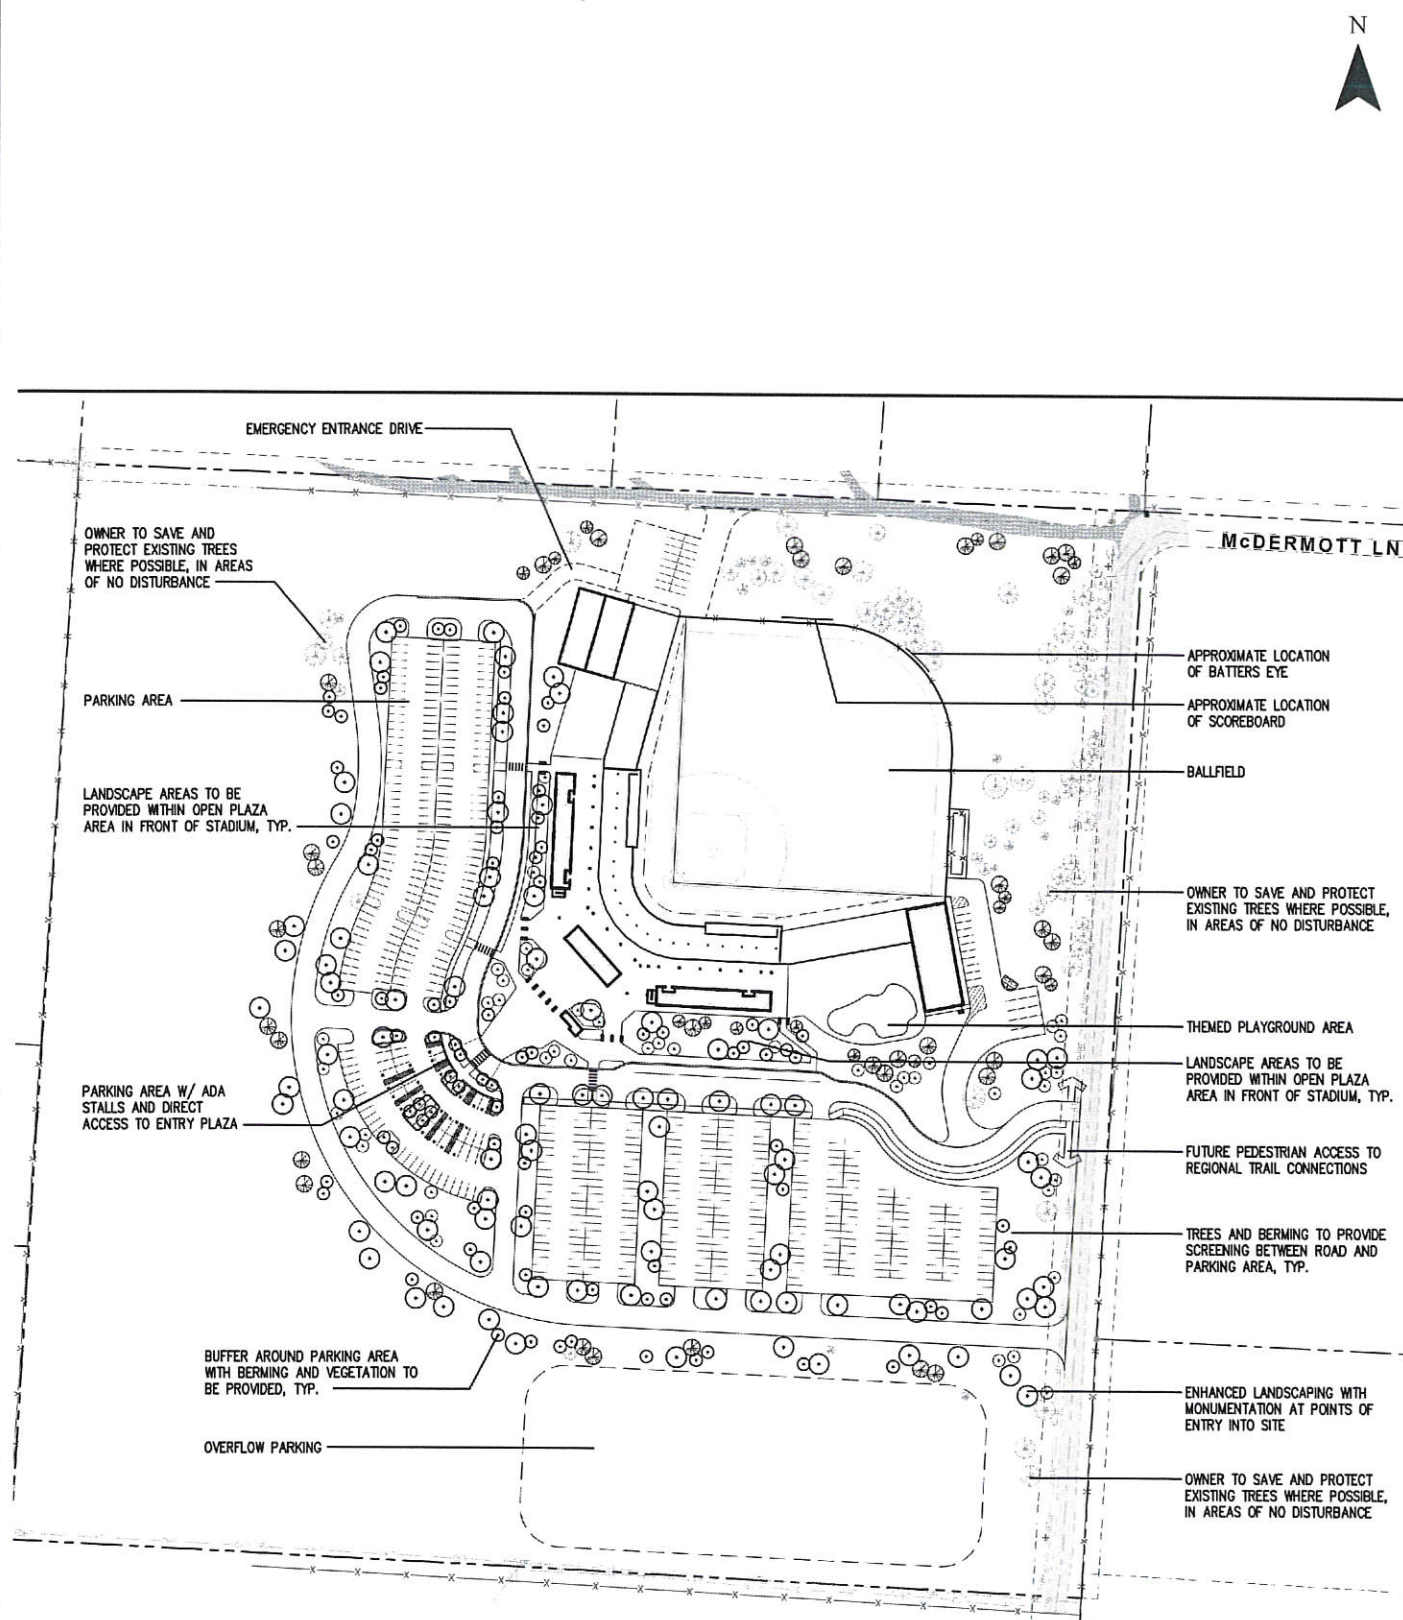 N
EMERGENCY ENTRANCE DRIVE
OWNER TO SAVE AND
PROTECT EXISTING TREES
WHERE POSSIBLE, IN AREAS
OF NO DISTURBANCE
McDERMOTT LN
APPROXIMATE LOCATION
OF BATTERS EYE
PARKING AREA
APPROXIMATE LOCATION
OF SCOREBOARD
BALLFIELD
LANDSCAPE AREAS TO BE
PROVIDED WITHIN OPEN PLAZA
AREA IN FRONT OF STADIUM, TYP.
OWNER TO SAVE AND PROTECT
EXISTING TREES WHERE POSSIBLE,
IN AREAS OF NO DISTURBANCE
THEMED PLAYGROUND AREA
LANDSCAPE AREAS TO BE
PROVIDED WITHIN OPEN PLAZA
AREA IN FRONT OF STADIUM, TYP.
PARKING AREA W/ ADA
STALLS AND DIRECT
ACCESS TO ENTRY PLAZA
FUTURE PEDESTRIAN ACCESS TO
REGIONAL TRAIL CONNECTIONS
TREES AND BERMING TO PROVIDE
SCREENING BETWEEN ROAD AND
PARKING AREA, TYP.
BUFFER AROUND PARKING AREA
WITH BERMING AND VEGETATION TO
BE PROVIDED, TYP.
ENHANCED LANDSCAPING WITH
MONUMENTATION AT POINTS OF
ENTRY INTO SITE
OVERFLOW PARKING
OWNER TO SAVE AND PROTECT
EXISTING TREES WHERE POSSIBLE,
IN AREAS OF NO DISTURBANCE